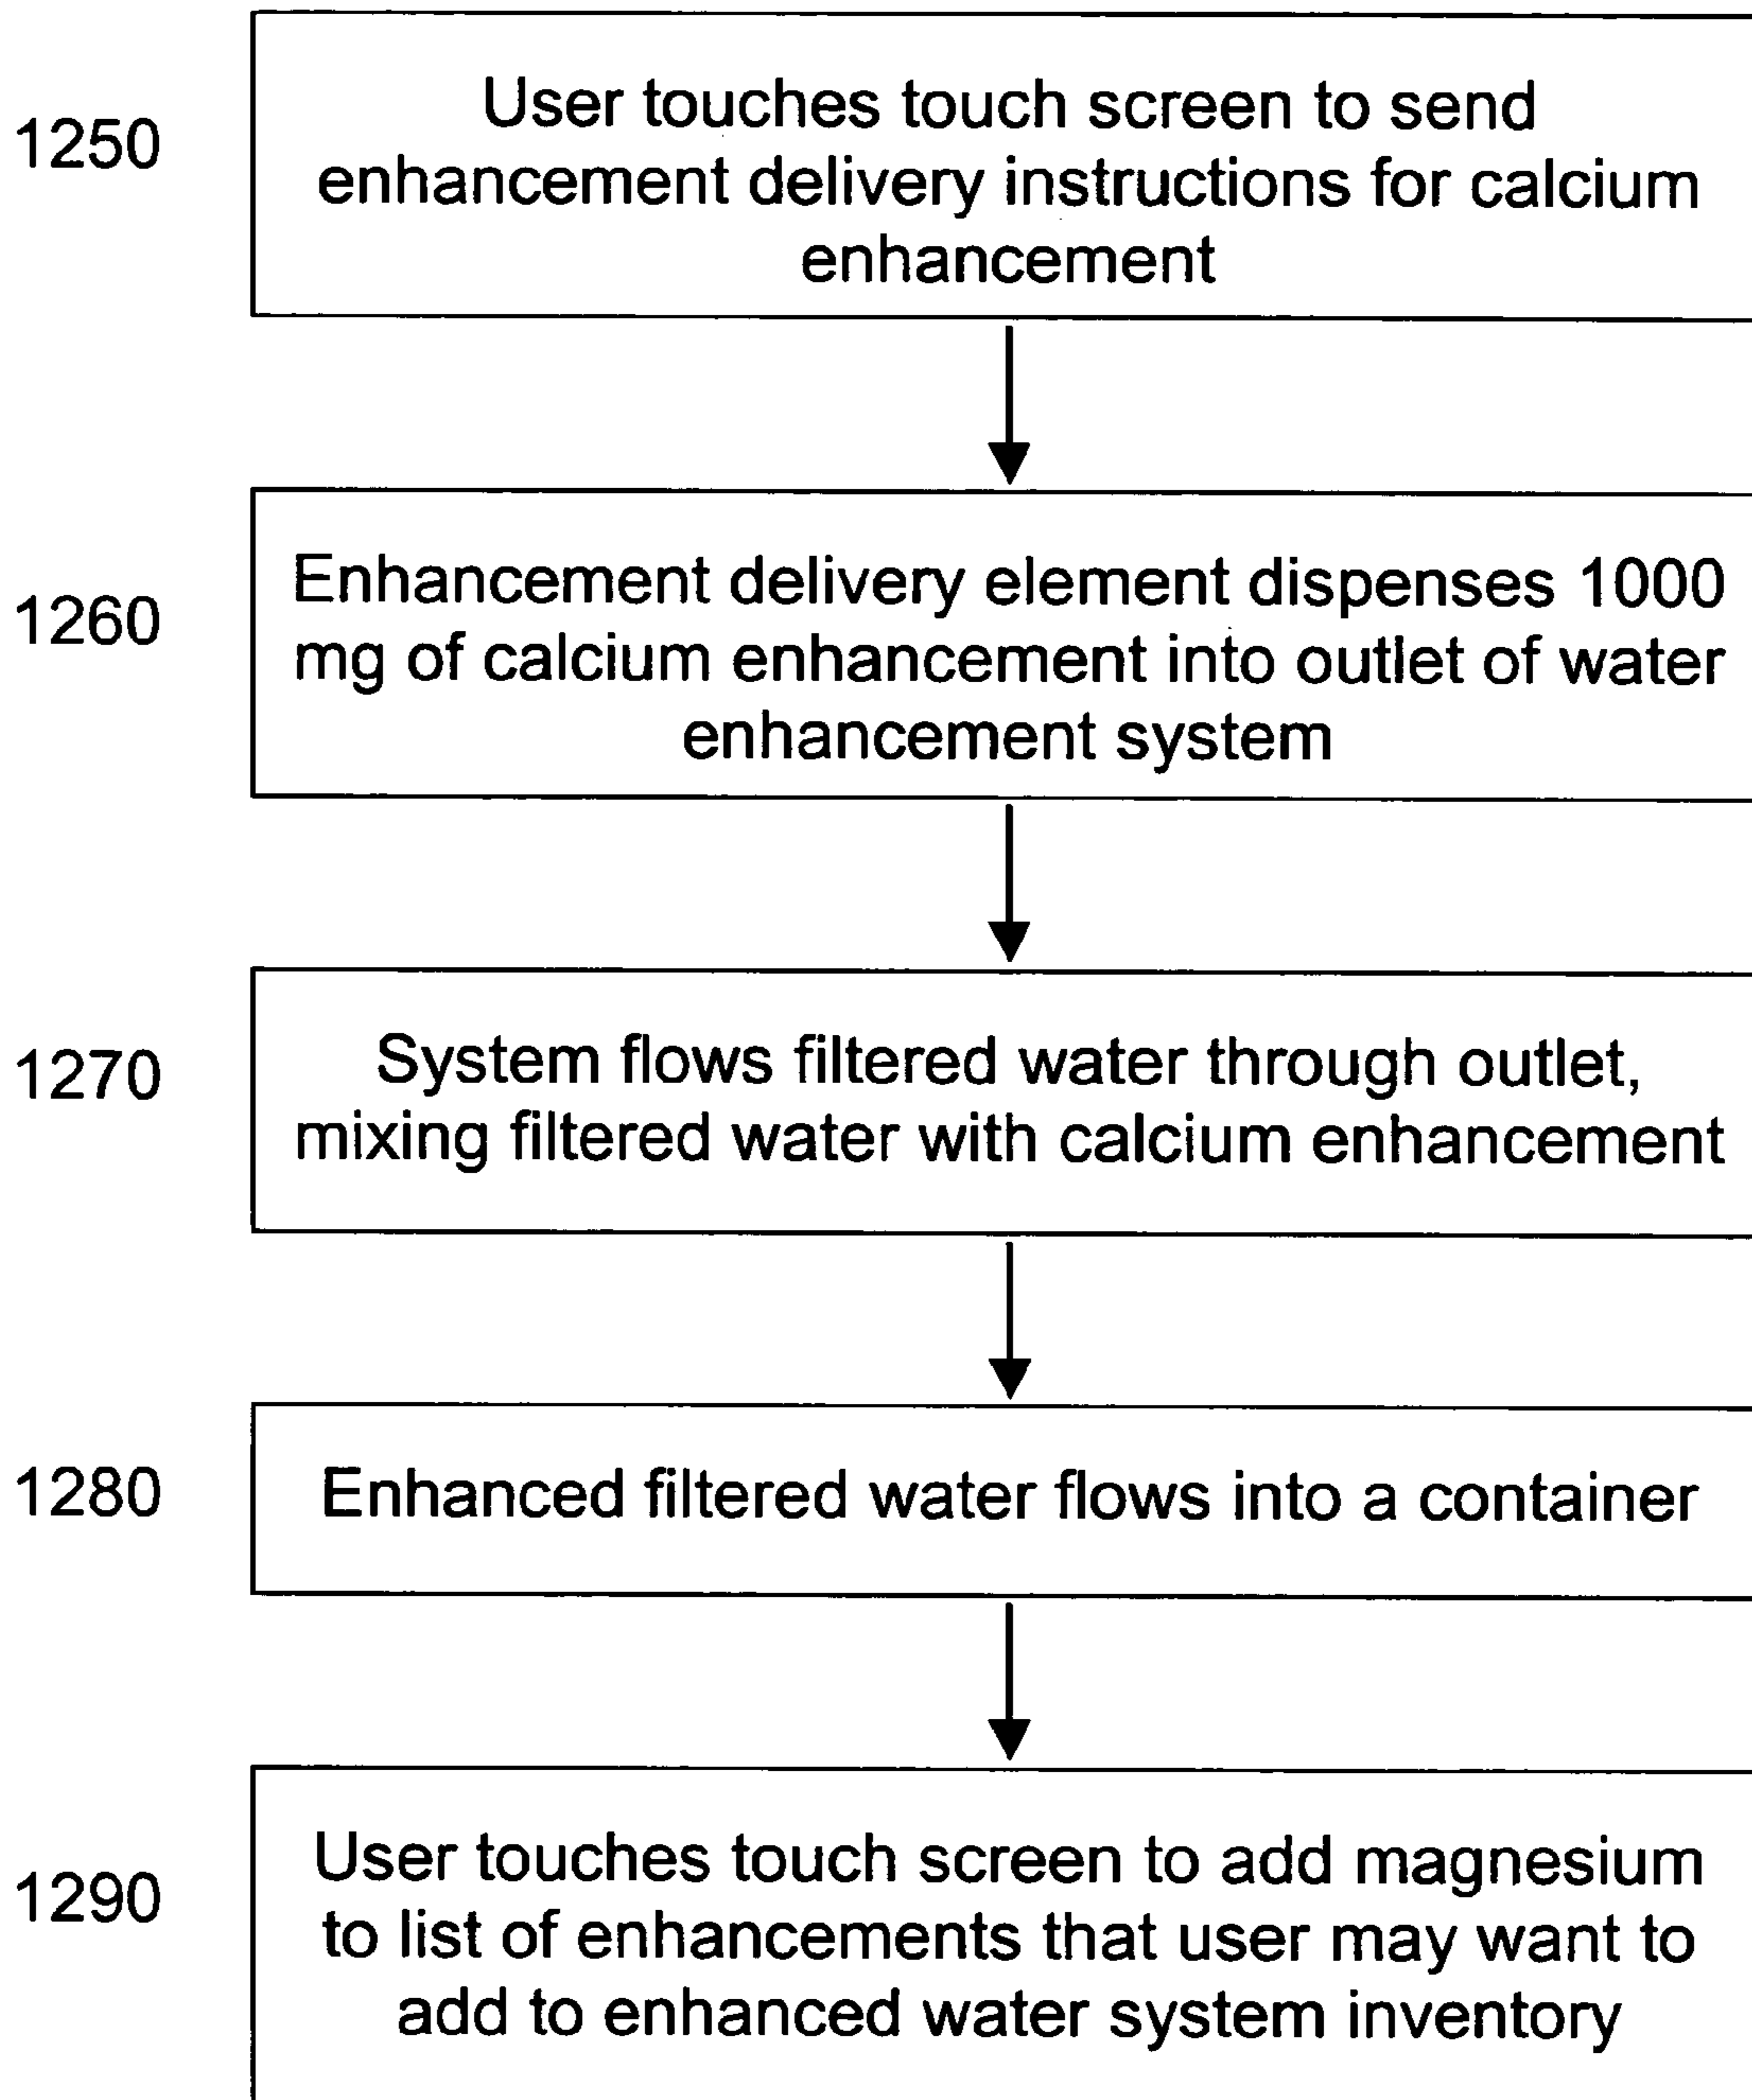 1250
User touches touch screen to send
enhancement delivery instructions for calcium
enhancement
1260
Enhancement delivery element dispenses 1000
mg of calcium enhancement into outlet of water
enhancement system
1270
System flows filtered water through outlet,
mixing filtered water with calcium enhancement
1280
Enhanced filtered water flows into a container
1290
User touches touch screen to add magnesium
to list of enhancements that user may want to
add to enhanced water system inventory